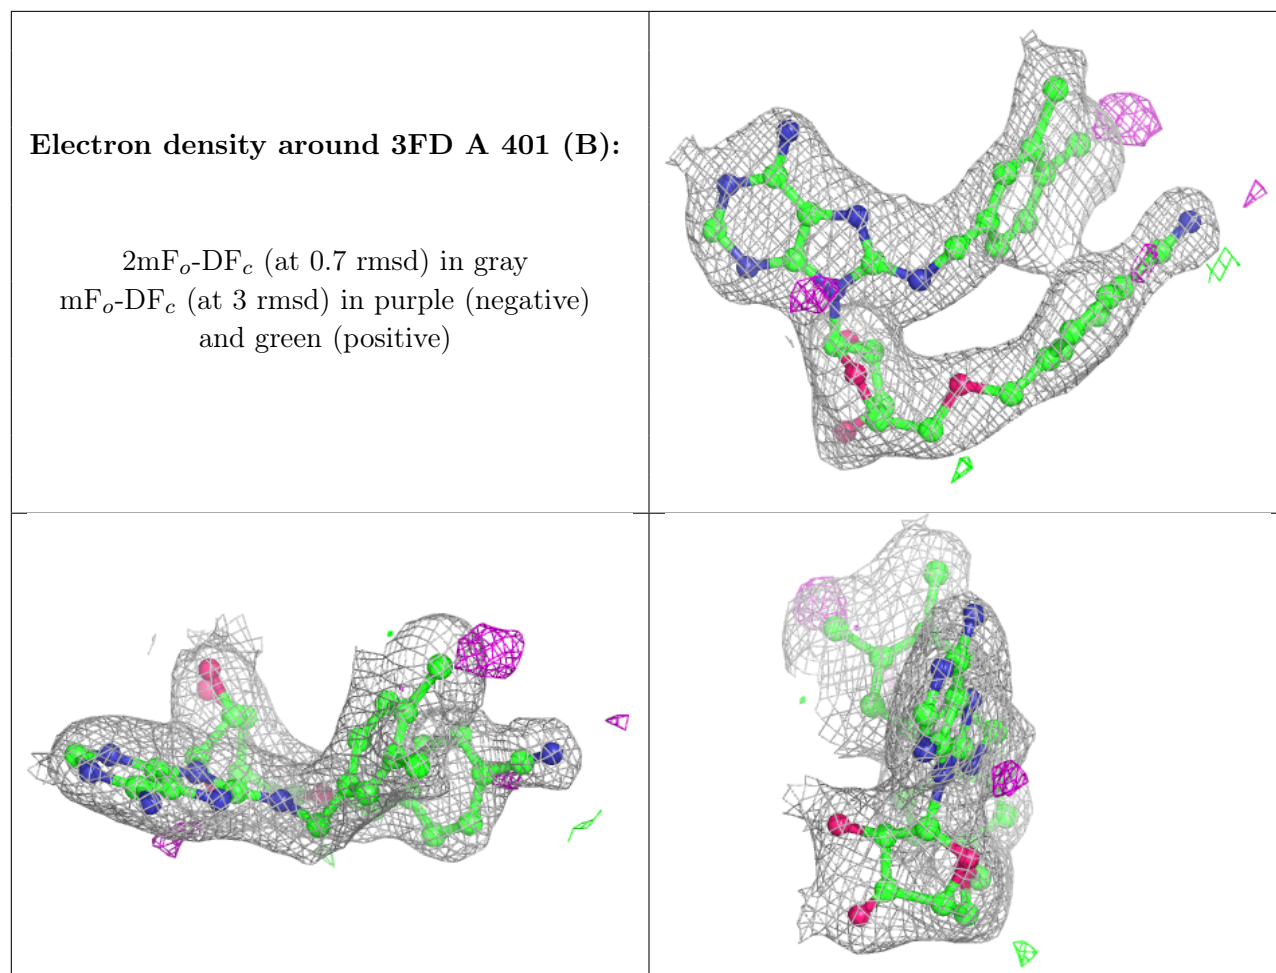 Electron density around 3FD A 401 (B):
2mFo-DFc (at 0.7 rmsd) in gray
mFo-DFc (at 3 rmsd) in purple (negative)
and green (positive)